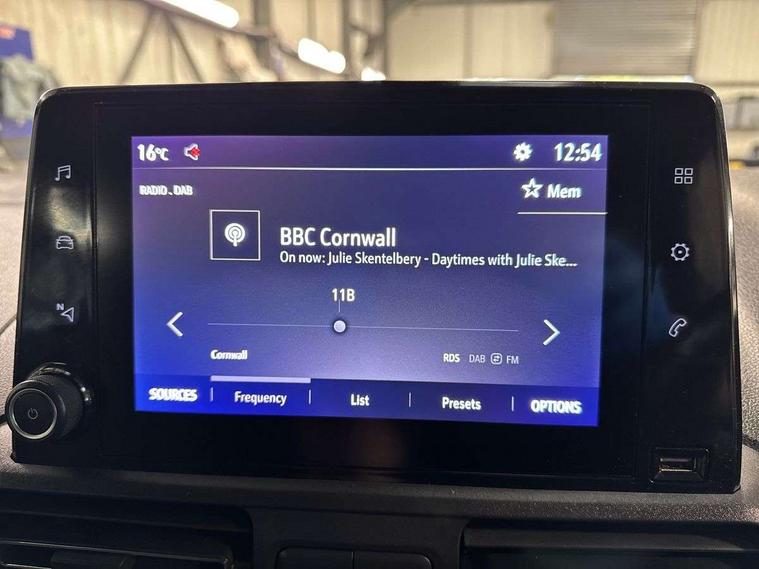 16°C
12:54
RADIO . DAB
Mem
BBC Cornwall
On now: Julie Skentelbery - Daytimes with Julie Ske...
11B
N
Cornwall
RDS DAB FM
SOURCES Frequency List Presets OPTIONS